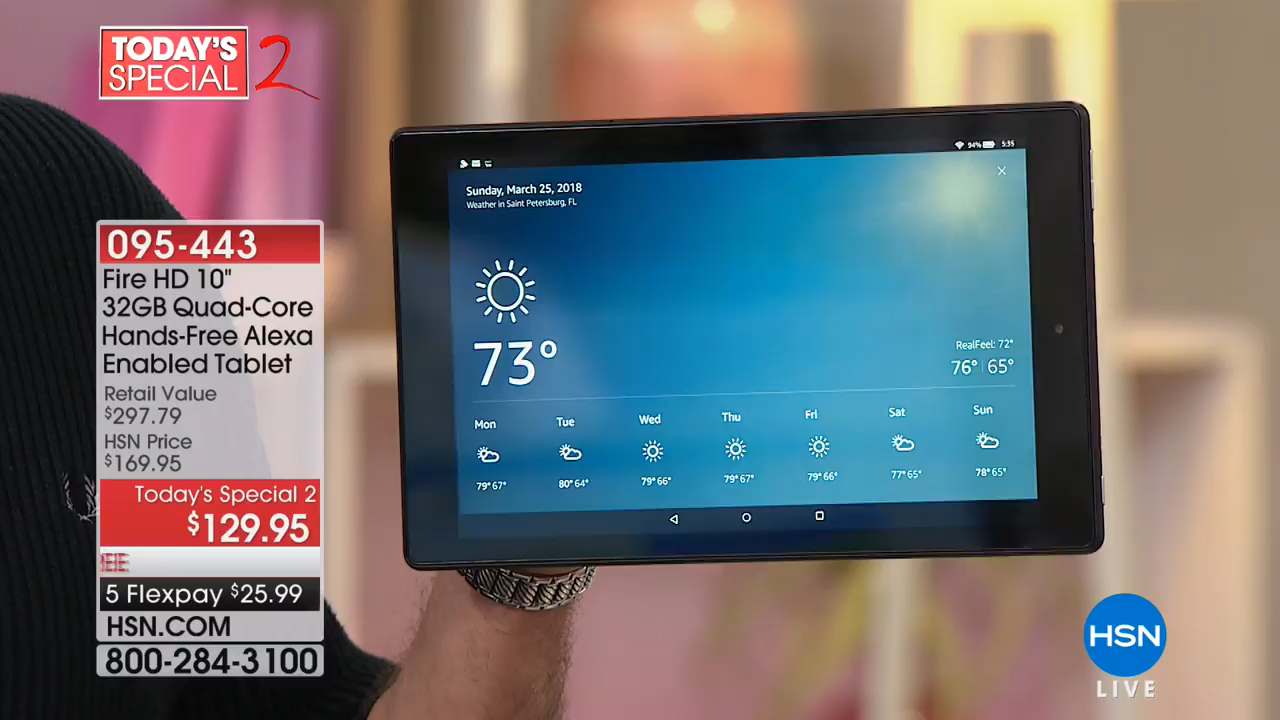 TODAY'S
SPECIAL 2
095-443
Fire HD 10"
32GB Quad-Core
Hands-Free Alexa
Enabled Tablet
Retail Value
$297.79
HSN Price
$169.95
Today's Special 2
$129.95
5 Flexpay $25.99
HSN.COM
800-284-3100
94% 5:35
Sunday, March 25, 2018
Weather in Saint Petersburg, FL
73°
RealFeel: 72°
76° 65°
Mon Tue Wed Thu Fri Sat Sun
79° 67° 80° 64° 79° 66° 79° 67° 79° 66° 77° 65° 78° 65°
HSN
LIVE